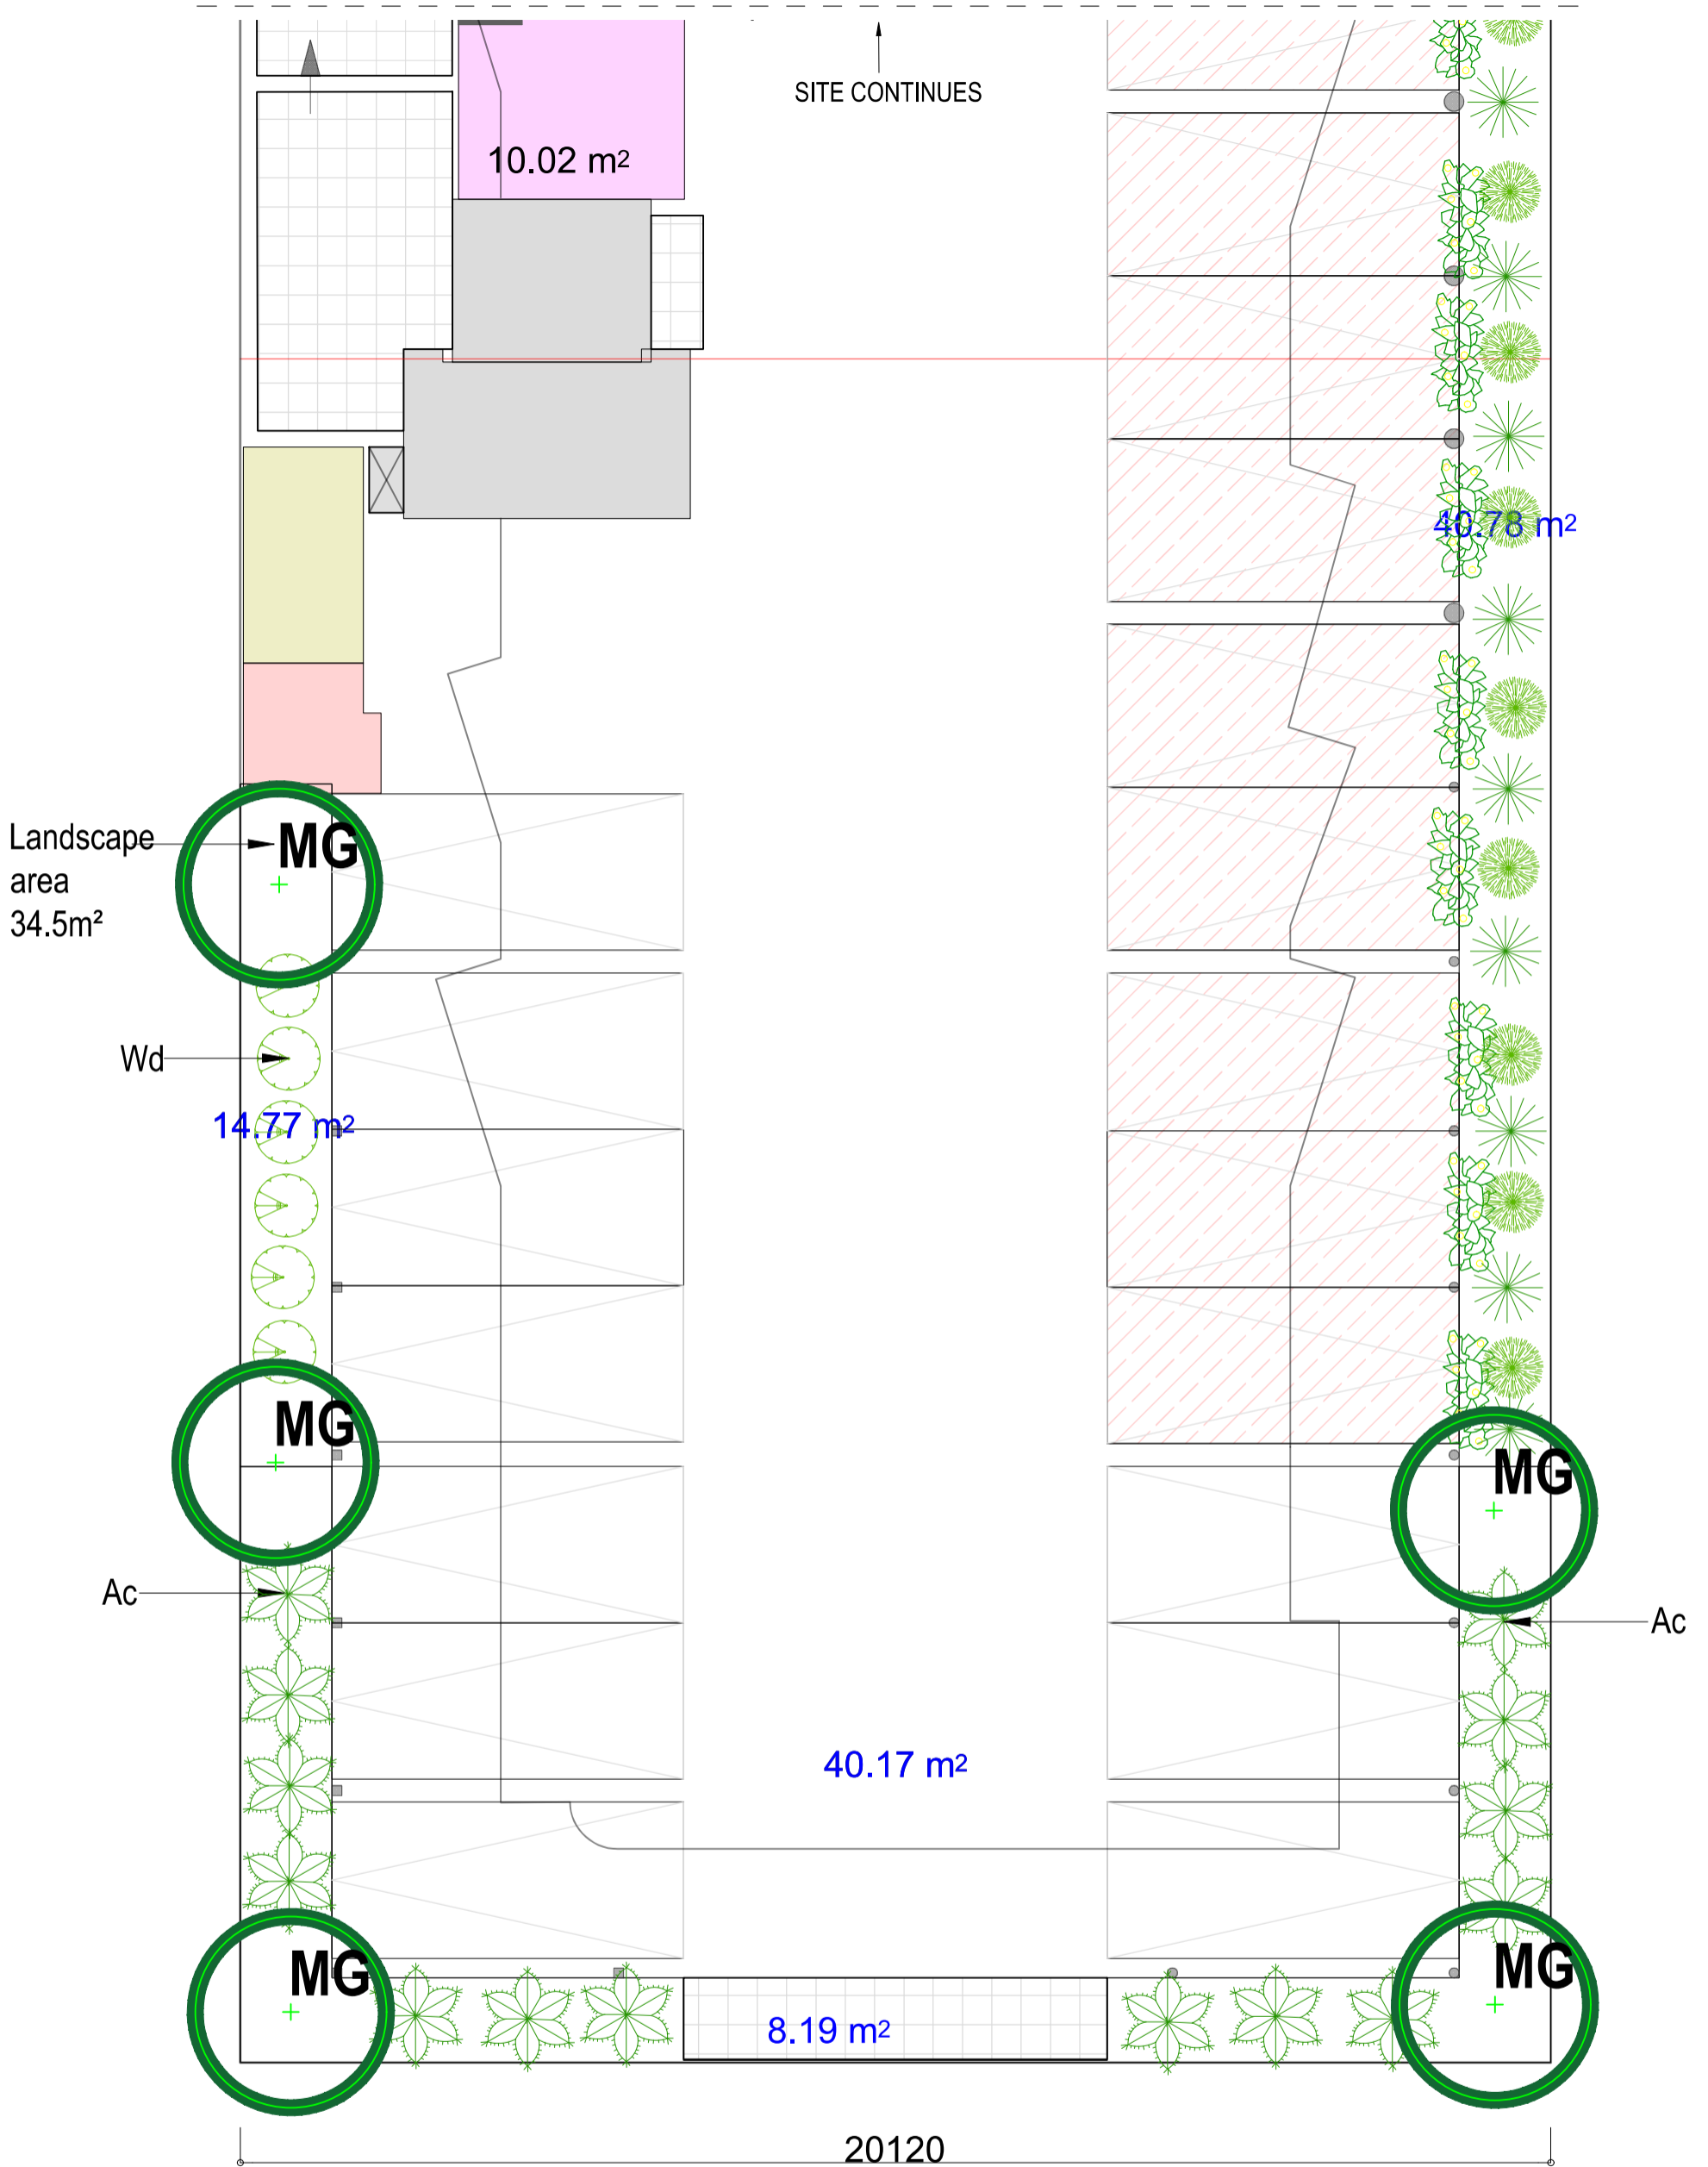 SITE CONTINUES
10.02 m²
40.78 m²
MG
Landscape
area
34.5m²
Wd
14.77 m²
MG
MG
Ac
Ac
40.17 m²
MG
MG
8.19 m²
20120